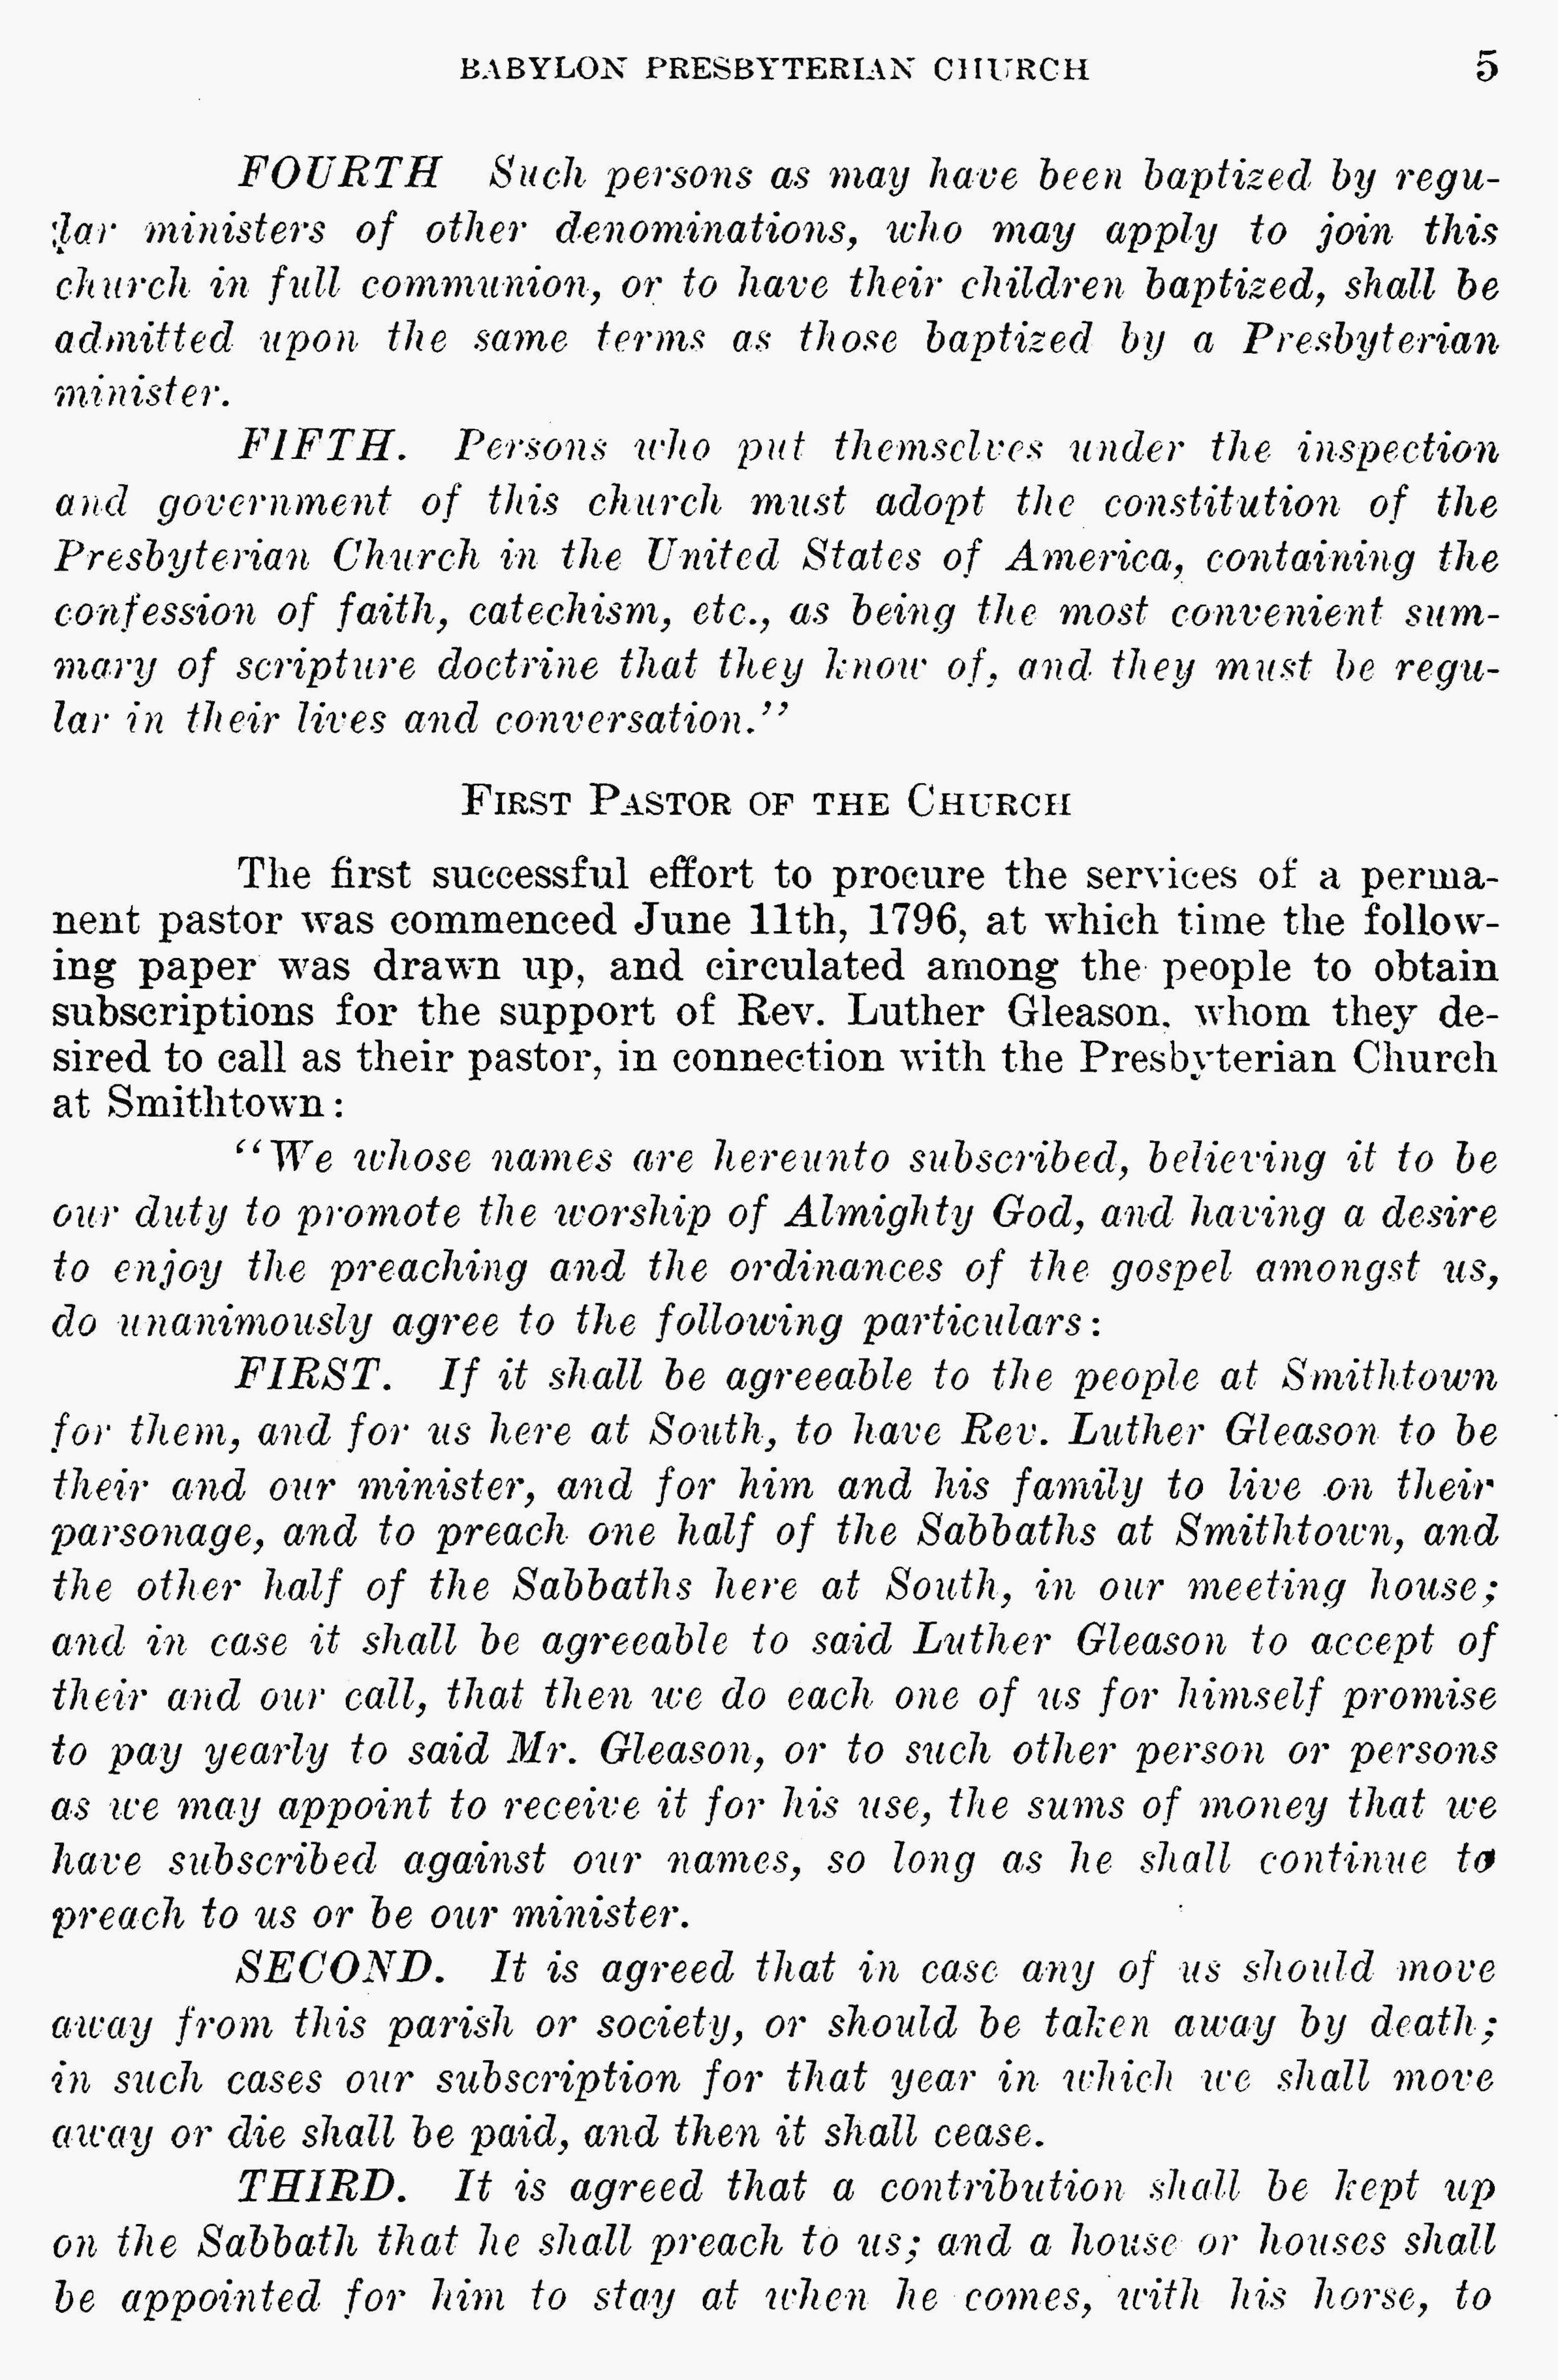 BABYLON PRESBYTERIAN CHURCH 5
FOURTH Such persons as may have been baptized by regu-
lar ministers of other denominations, who may apply to join this
church in full communion, or to have their children baptized, shall be
admitted upon the same terms as those baptized by a Presbyterian
minister.
FIFTH. Persons who put themselves under the inspection
and government of this church must adopt the constitution of the
Presbyterian Church in the United States of America, containing the
confession of faith, catechism, etc., as being the most convenient sum-
mary of scripture doctrine that they know of, and they must be regu-
lar in their lives and conversation."
FIRST PASTOR OF THE CHURCH
The first successful effort to procure the services of a perma-
nent pastor was commenced June 11th, 1796, at which time the follow-
ing paper was drawn up, and circulated among the people to obtain
subscriptions for the support of Rev. Luther Gleason, whom they de-
sired to call as their pastor, in connection with the Presbyterian Church
at Smithtown:
"We whose names are hereunto subscribed, believing it to be
our duty to promote the worship of Almighty God, and having a desire
to enjoy the preaching and the ordinances of the gospel amongst us,
do unanimously agree to the following particulars:
FIRST. If it shall be agreeable to the people at Smithtown
for them, and for us here at South, to have Rev. Luther Gleason to be
their and our minister, and for him and his family to live on their
parsonage, and to preach one half of the Sabbaths at Smithtown, and
the other half of the Sabbaths here at South, in our meeting house;
and in case it shall be agreeable to said Luther Gleason to accept of
their and our call, that then we do each one of us for himself promise
to pay yearly to said Mr. Gleason, or to such other person or persons
as we may appoint to receive it for his use, the sums of money that we
have subscribed against our names, so long as he shall continue to
preach to us or be our minister.
SECOND. It is agreed that in case any of us should move
away from this parish or society, or should be taken away by death;
in such cases our subscription for that year in which we shall move
away or die shall be paid, and then it shall cease.
THIRD. It is agreed that a contribution shall be kept up
on the Sabbath that he shall preach to us; and a house or houses shall
be appointed for him to stay at when he comes, with his horse, to